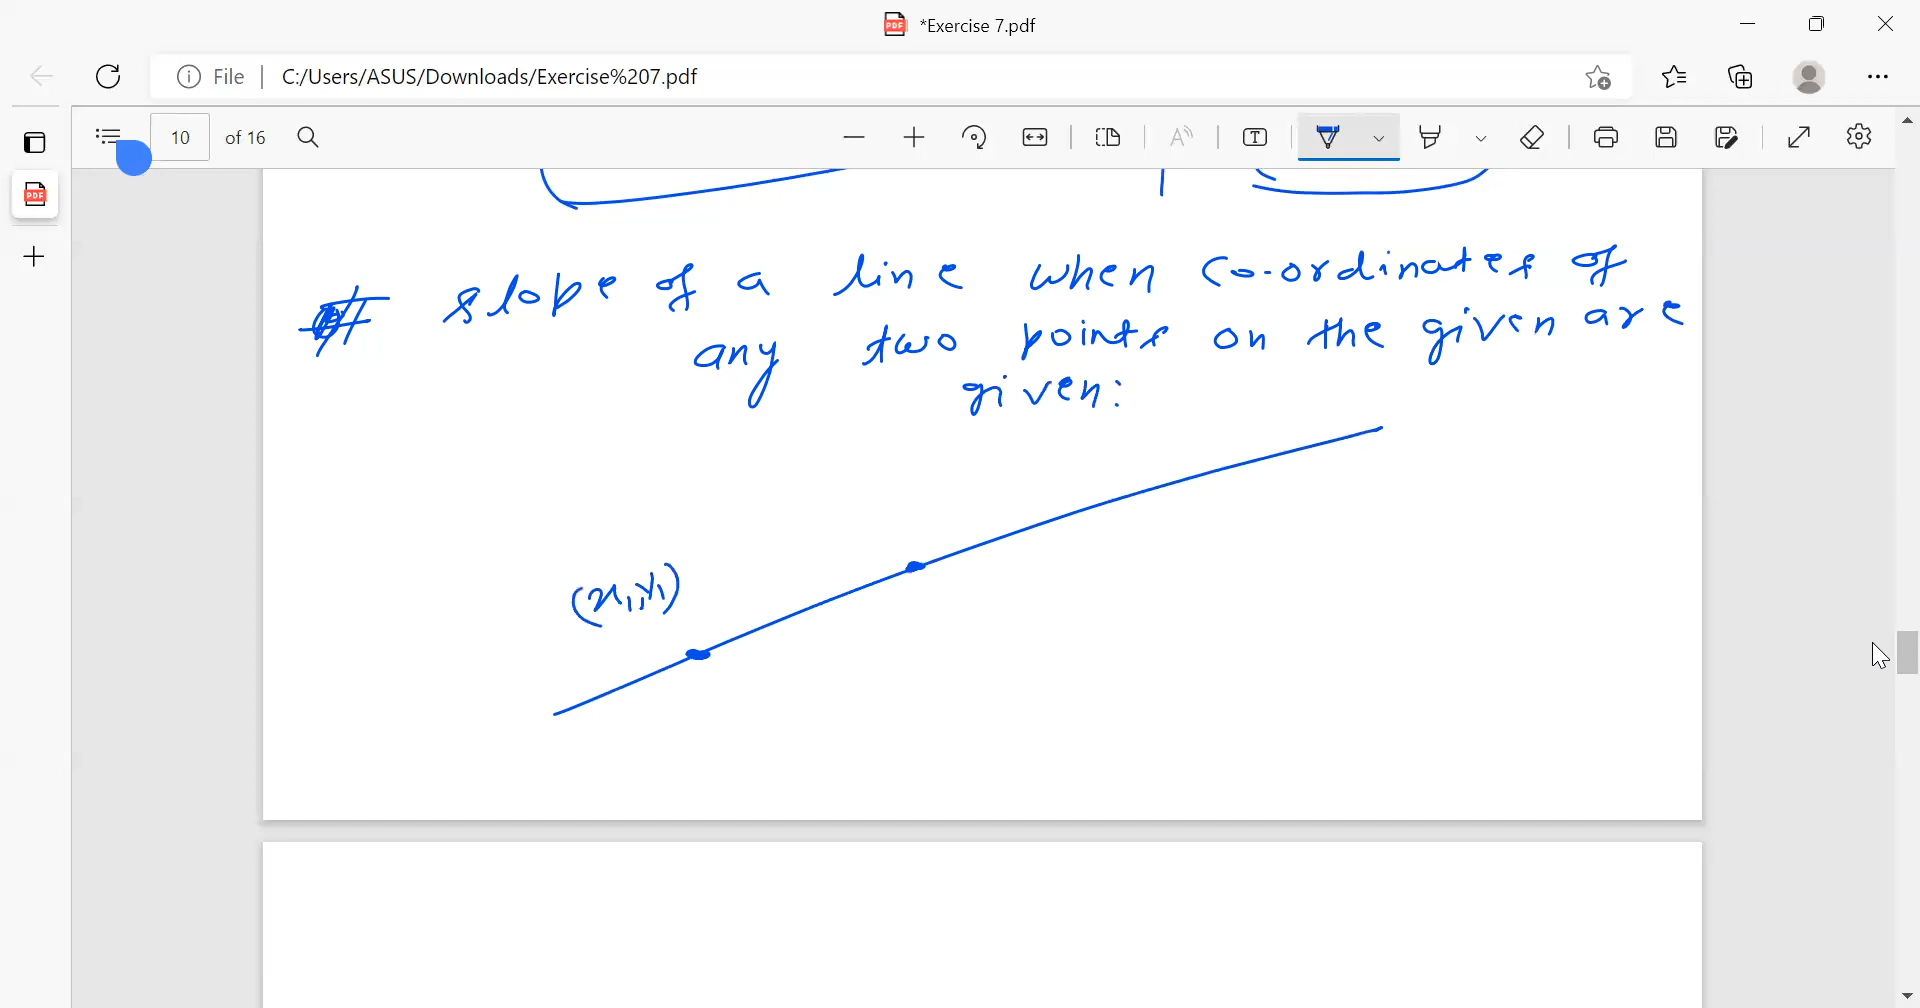 *Exercise 7.pdf
File | C:/Users/ASUS/Downloads/Exercise%207.pdf
10 of 16
# slope of a line when co-ordinates of
any two points on the given are
given:
(x₁,y₁)